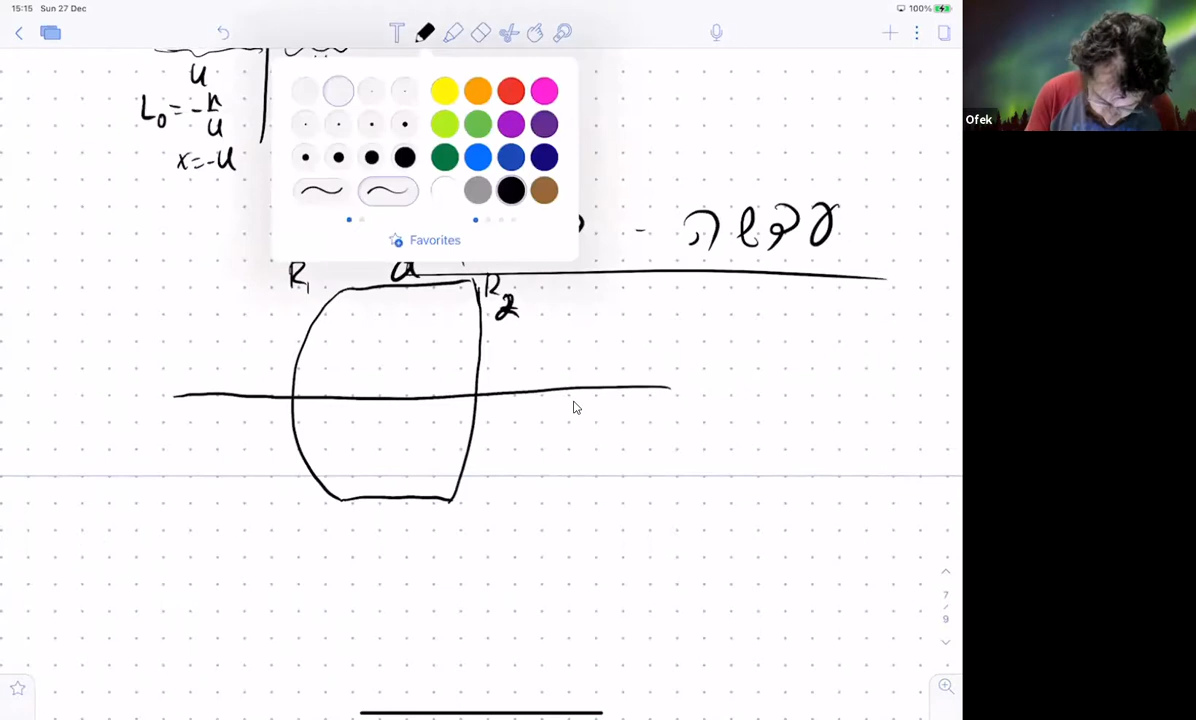 15:15 Sun 27 Dec
100%
Ofek
u
L₀ = -n/u
x = -u
Favorites
- עדשה
R₁ d R₂
7
/
9